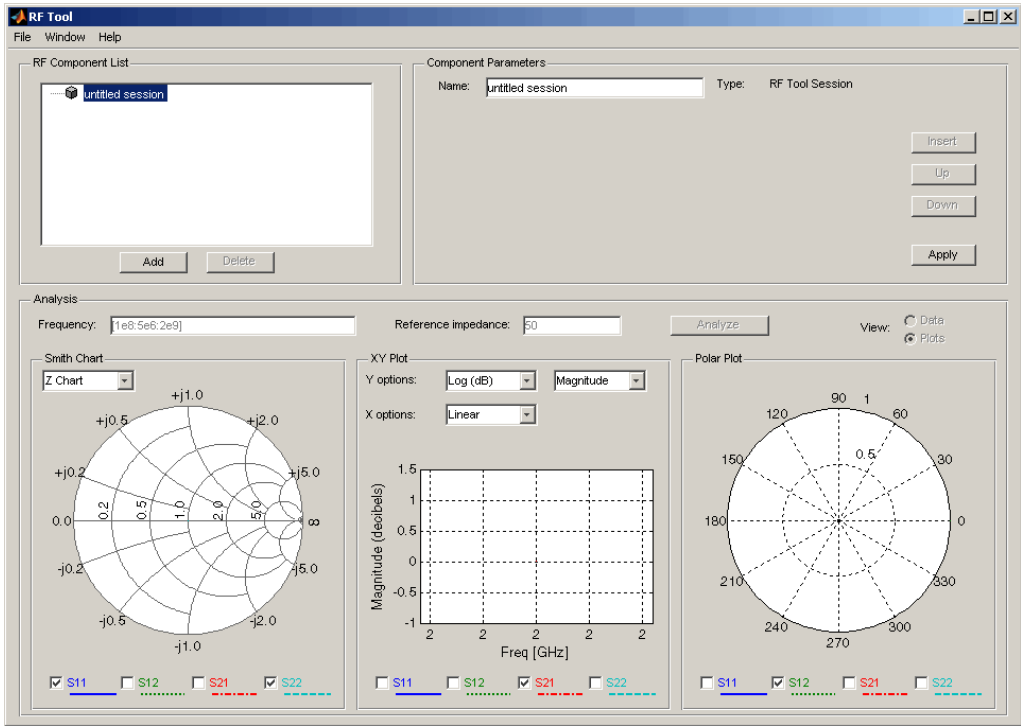 RF Tool
File Window Help
RF Component List
untitled session
Add
Delete
Component Parameters
Name:
untitled session
Type:
RF Tool Session
Insert
Up
Down
Apply
Analysis
Frequency:
[1e8:5e6:2e9]
Reference impedance:
50
Analyze
View:
Data
Plots
Smith Chart
Z Chart
+j1.0
+j0.5
+j2.0
+j0.2
+j5.0
0.0
0.2
0.5
1.0
2.0
5.0
∞
-j0.2
-j5.0
-j0.5
-j2.0
-j1.0
S11
S12
S21
S22
XY Plot
Y options:
Log (dB)
Magnitude
X options:
Linear
Magnitude (decibels)
1.5
1
0.5
0
-0.5
-1
2 2 2 2 2
Freq [GHz]
S11
S12
S21
S22
Polar Plot
90 1
120
60
0.5
150
30
180
0
210
330
240
300
270
S11
S12
S21
S22